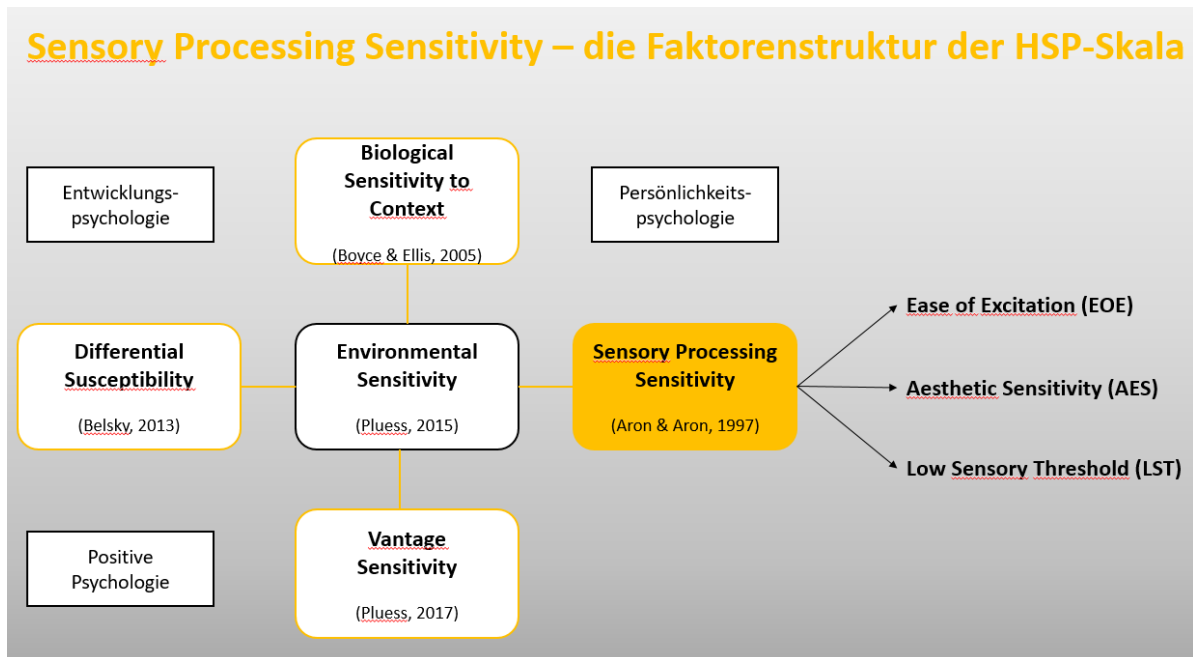 Sensory Processing Sensitivity – die Faktorenstruktur der HSP-Skala
Entwicklungs-
psychologie
Biological
Sensitivity to
Context
(Boyce & Ellis, 2005)
Persönlichkeits-
psychologie
Differential
Susceptibility
(Belsky, 2013)
Environmental
Sensitivity
(Pluess, 2015)
Sensory Processing
Sensitivity
(Aron & Aron, 1997)
Ease of Excitation (EOE)
Aesthetic Sensitivity (AES)
Low Sensory Threshold (LST)
Positive
Psychologie
Vantage
Sensitivity
(Pluess, 2017)